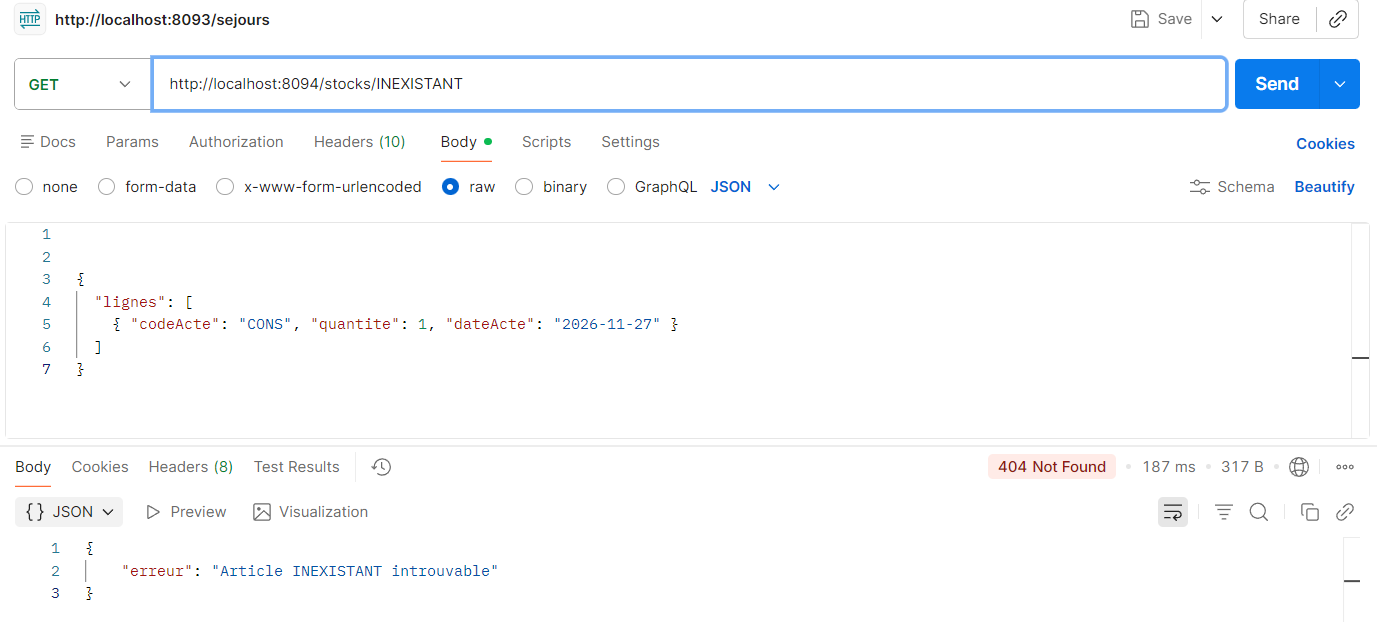 HTTP http://localhost:8093/sejours Save Share
GET http://localhost:8094/stocks/INEXISTANT Send
Docs Params Authorization Headers (10) Body Scripts Settings Cookies
none form-data x-www-form-urlencoded raw binary GraphQL JSON Schema Beautify
1
2
3 {
4 "lignes": [
5 { "codeActe": "CONS", "quantite": 1, "dateActe": "2026-11-27" }
6 ]
7 }
Body Cookies Headers (8) Test Results 404 Not Found • 187 ms • 317 B •
{} JSON Preview Visualization
1 {
2 "erreur": "Article INEXISTANT introuvable"
3 }